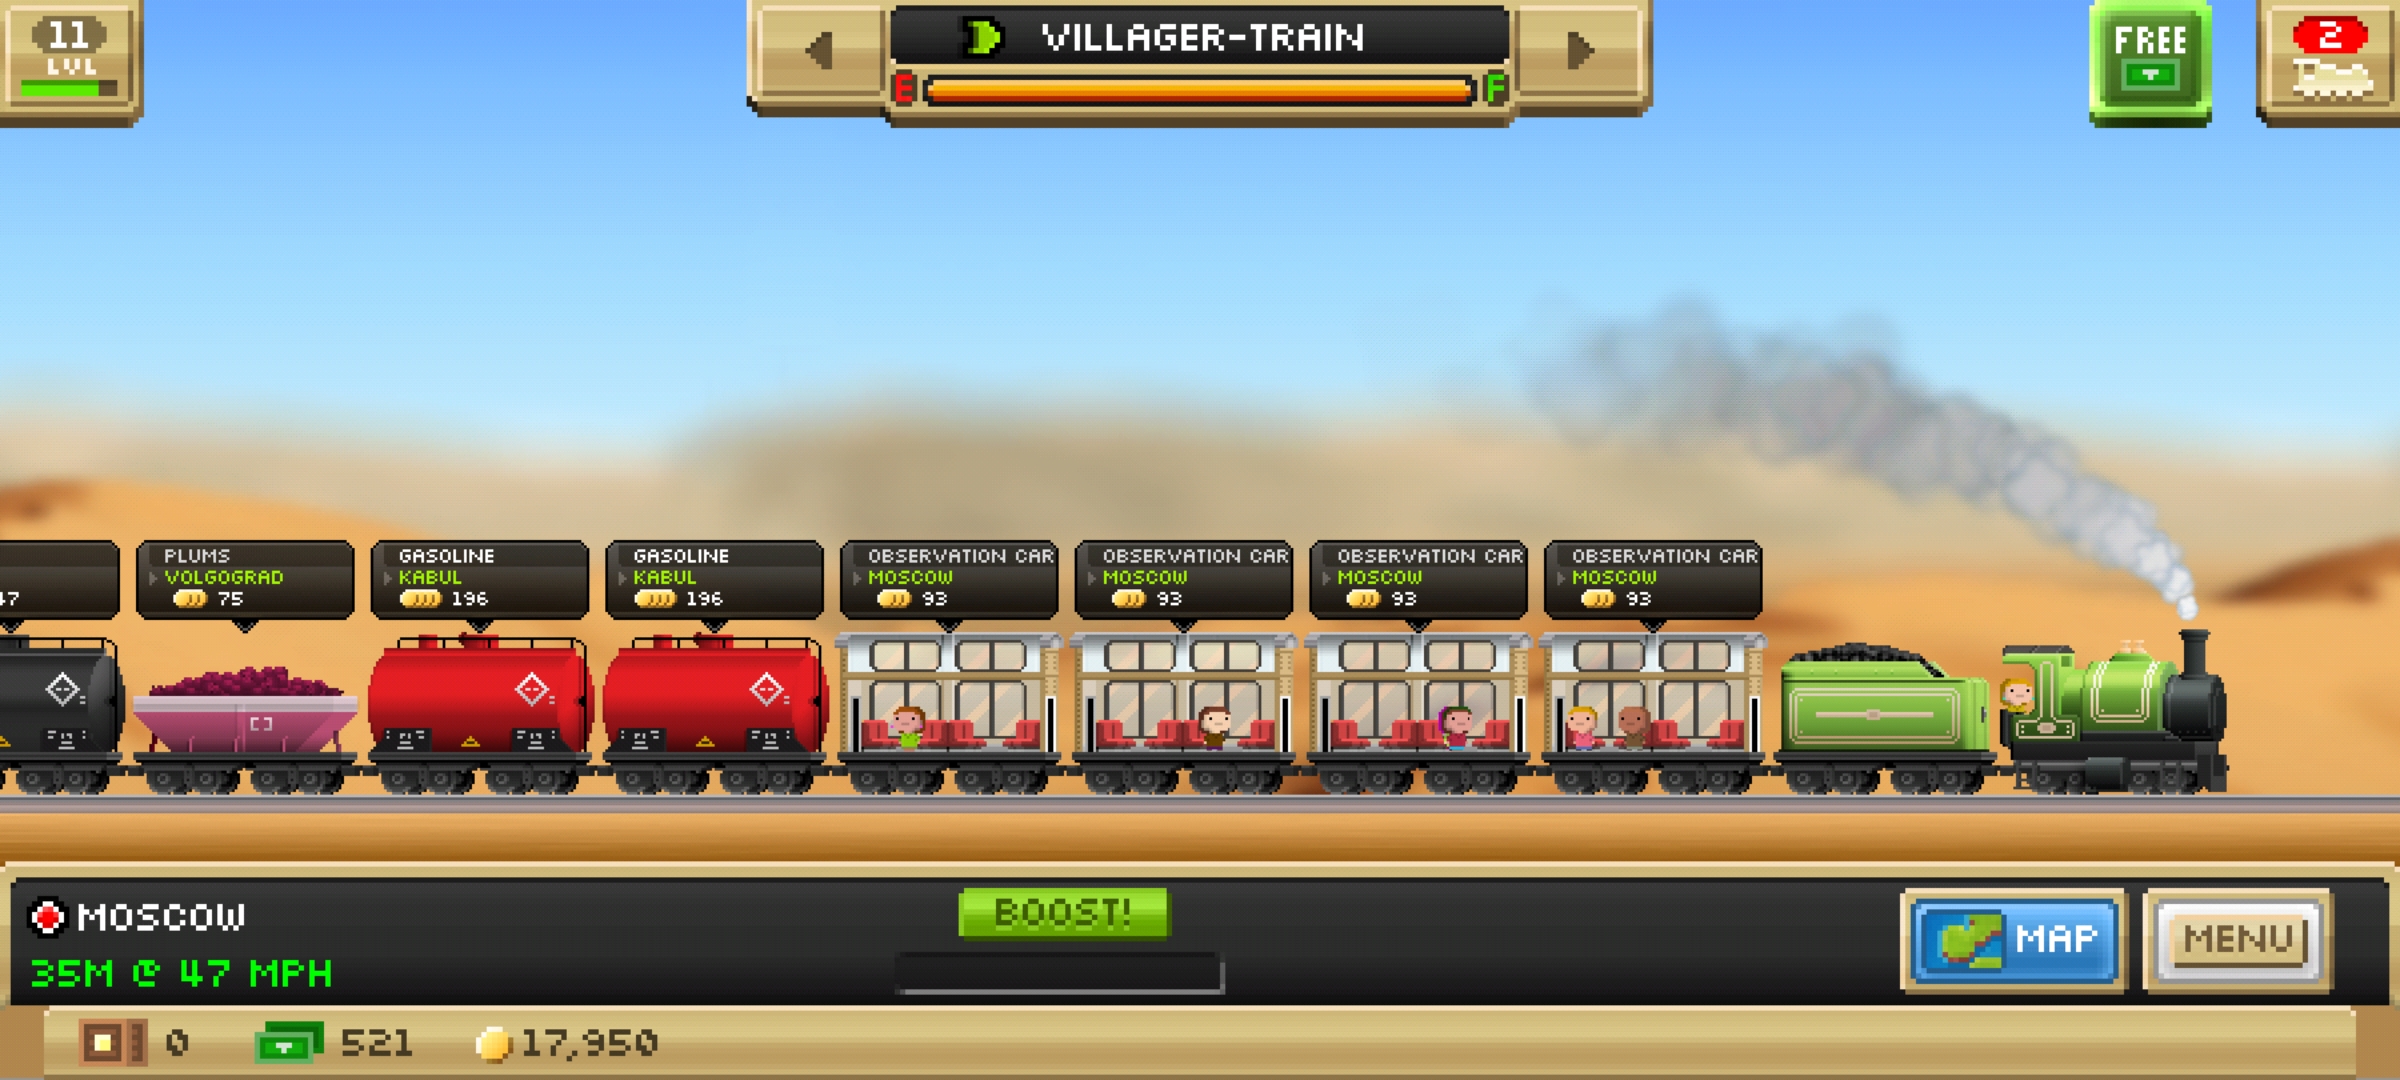 11
LVL
VILLAGER-TRAIN
E F
FREE
2
47
PLUMS
VOLGOGRAD
75
GASOLINE
KABUL
196
GASOLINE
KABUL
196
OBSERVATION CAR
MOSCOW
93
OBSERVATION CAR
MOSCOW
93
OBSERVATION CAR
MOSCOW
93
OBSERVATION CAR
MOSCOW
93
MOSCOW
35M @ 47 MPH
BOOST!
MAP
MENU
0
521
17,950